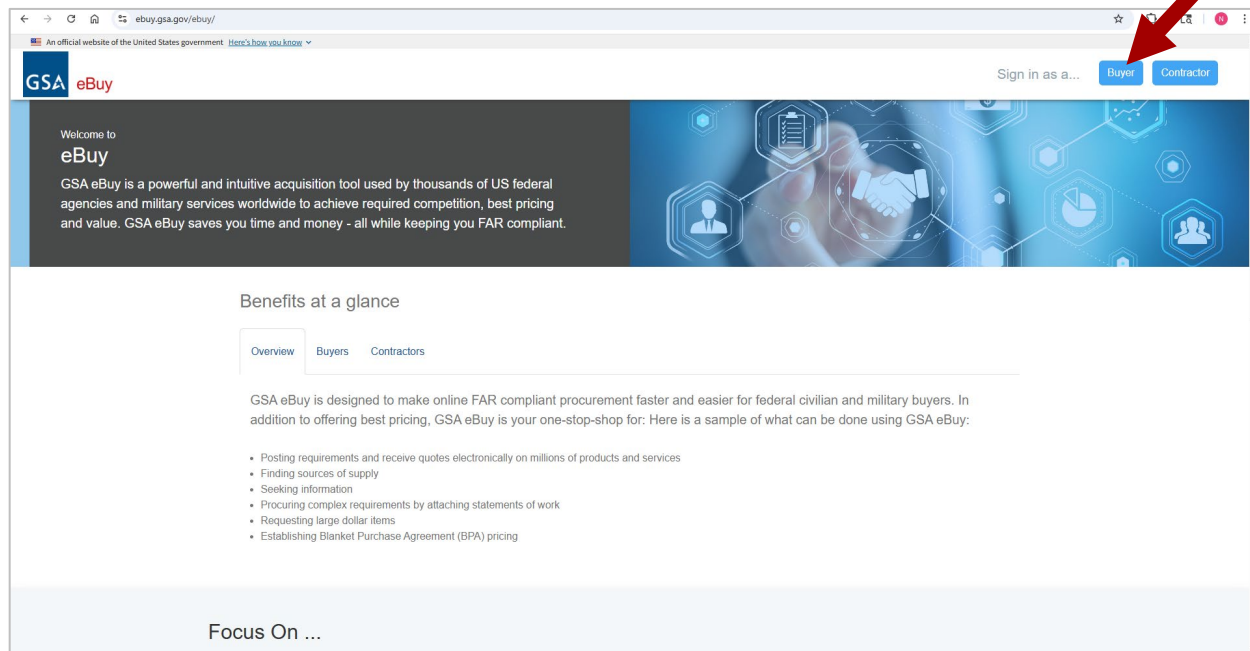 ebuy.gsa.gov/ebuy/
N
An official website of the United States government Here's how you know
GSA eBuy
Sign in as a... Buyer Contractor
Welcome to
eBuy
GSA eBuy is a powerful and intuitive acquisition tool used by thousands of US federal
agencies and military services worldwide to achieve required competition, best pricing
and value. GSA eBuy saves you time and money - all while keeping you FAR compliant.
Benefits at a glance
Overview Buyers Contractors
GSA eBuy is designed to make online FAR compliant procurement faster and easier for federal civilian and military buyers. In
addition to offering best pricing, GSA eBuy is your one-stop-shop for: Here is a sample of what can be done using GSA eBuy:
• Posting requirements and receive quotes electronically on millions of products and services
• Finding sources of supply
• Seeking information
• Procuring complex requirements by attaching statements of work
• Requesting large dollar items
• Establishing Blanket Purchase Agreement (BPA) pricing
Focus On ...